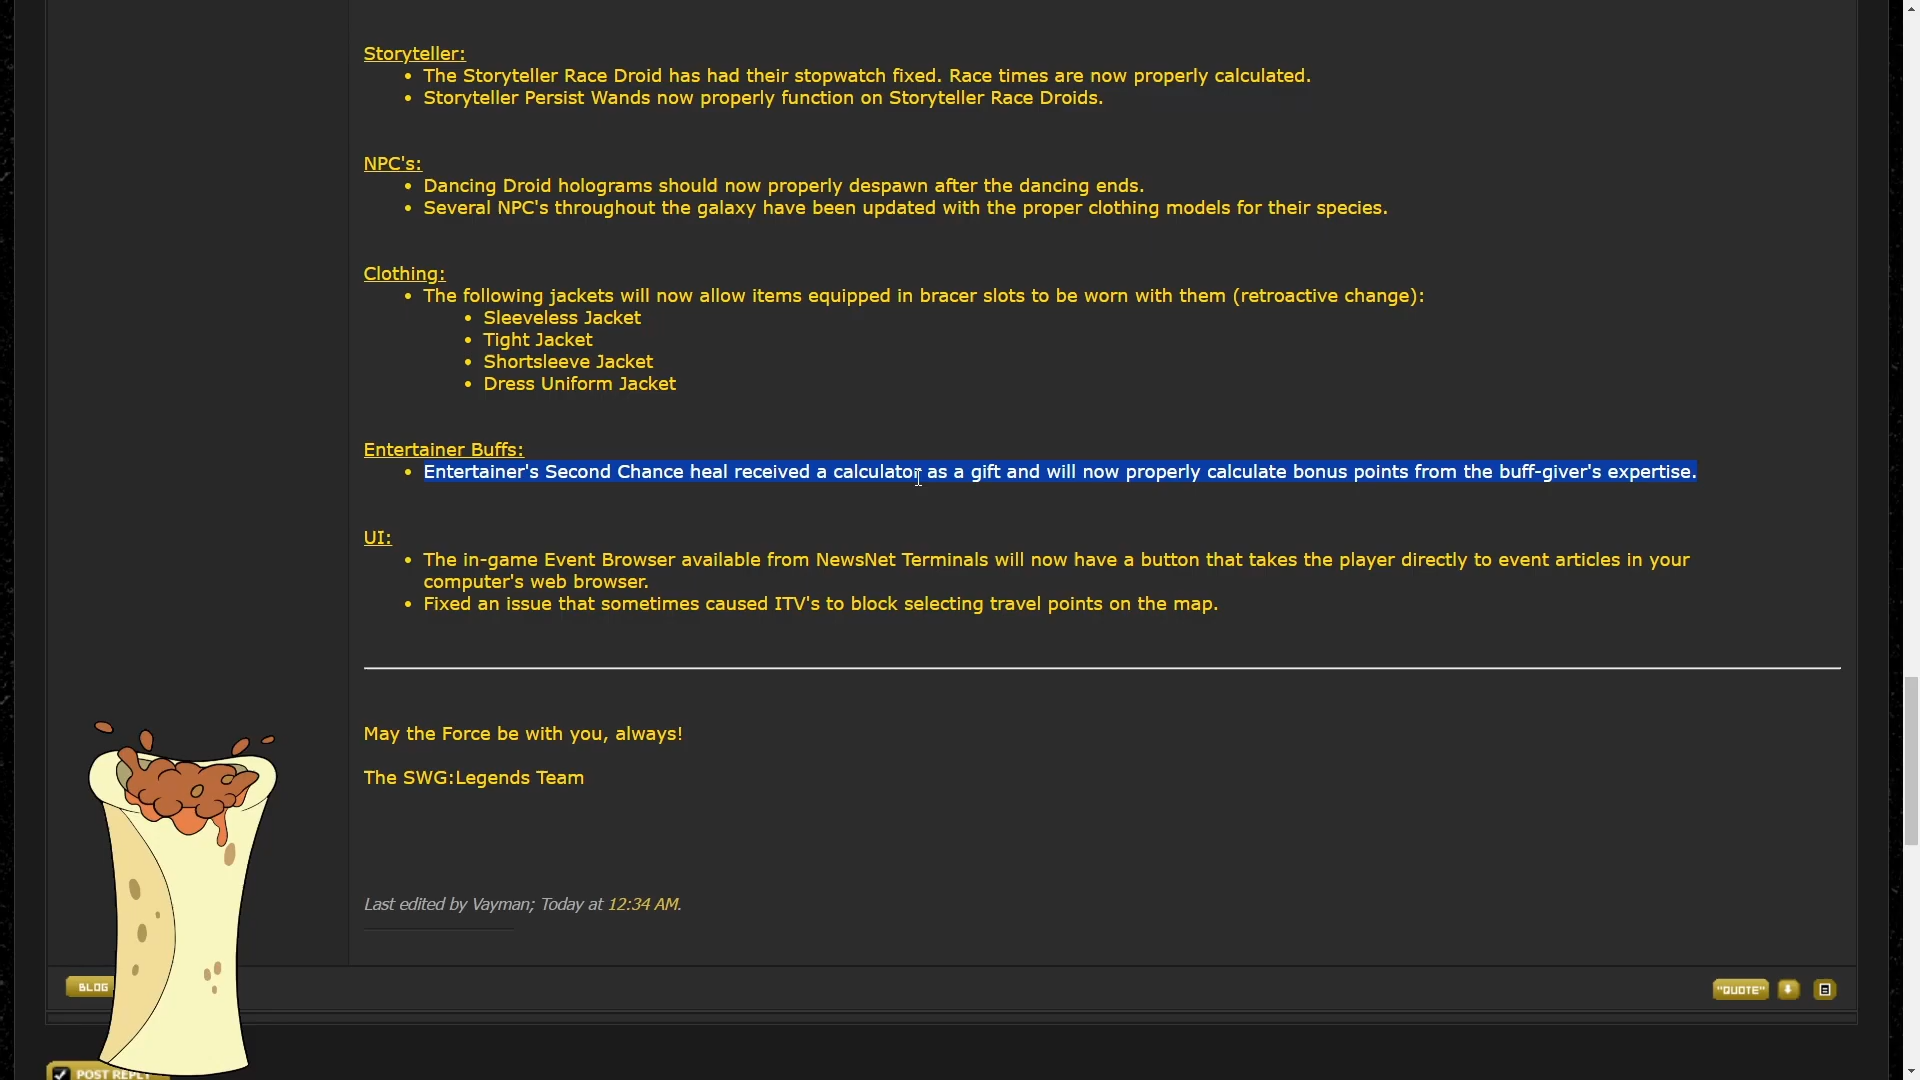 Storyteller:
The Storyteller Race Droid has had their stopwatch fixed. Race times are now properly calculated.
Storyteller Persist Wands now properly function on Storyteller Race Droids.
NPC's:
Dancing Droid holograms should now properly despawn after the dancing ends.
Several NPC's throughout the galaxy have been updated with the proper clothing models for their species.
Clothing:
The following jackets will now allow items equipped in bracer slots to be worn with them (retroactive change):
Sleeveless Jacket
Tight Jacket
Shortsleeve Jacket
Dress Uniform Jacket
Entertainer Buffs:
Entertainer's Second Chance heal received a calculator as a gift and will now properly calculate bonus points from the buff-giver's expertise.
UI:
The in-game Event Browser available from NewsNet Terminals will now have a button that takes the player directly to event articles in your
computer's web browser.
Fixed an issue that sometimes caused ITV's to block selecting travel points on the map.
May the Force be with you, always!
The SWG:Legends Team
Last edited by Vayman; Today at 12:34 AM.
BLOG
"QUOTE"
POST REPLY